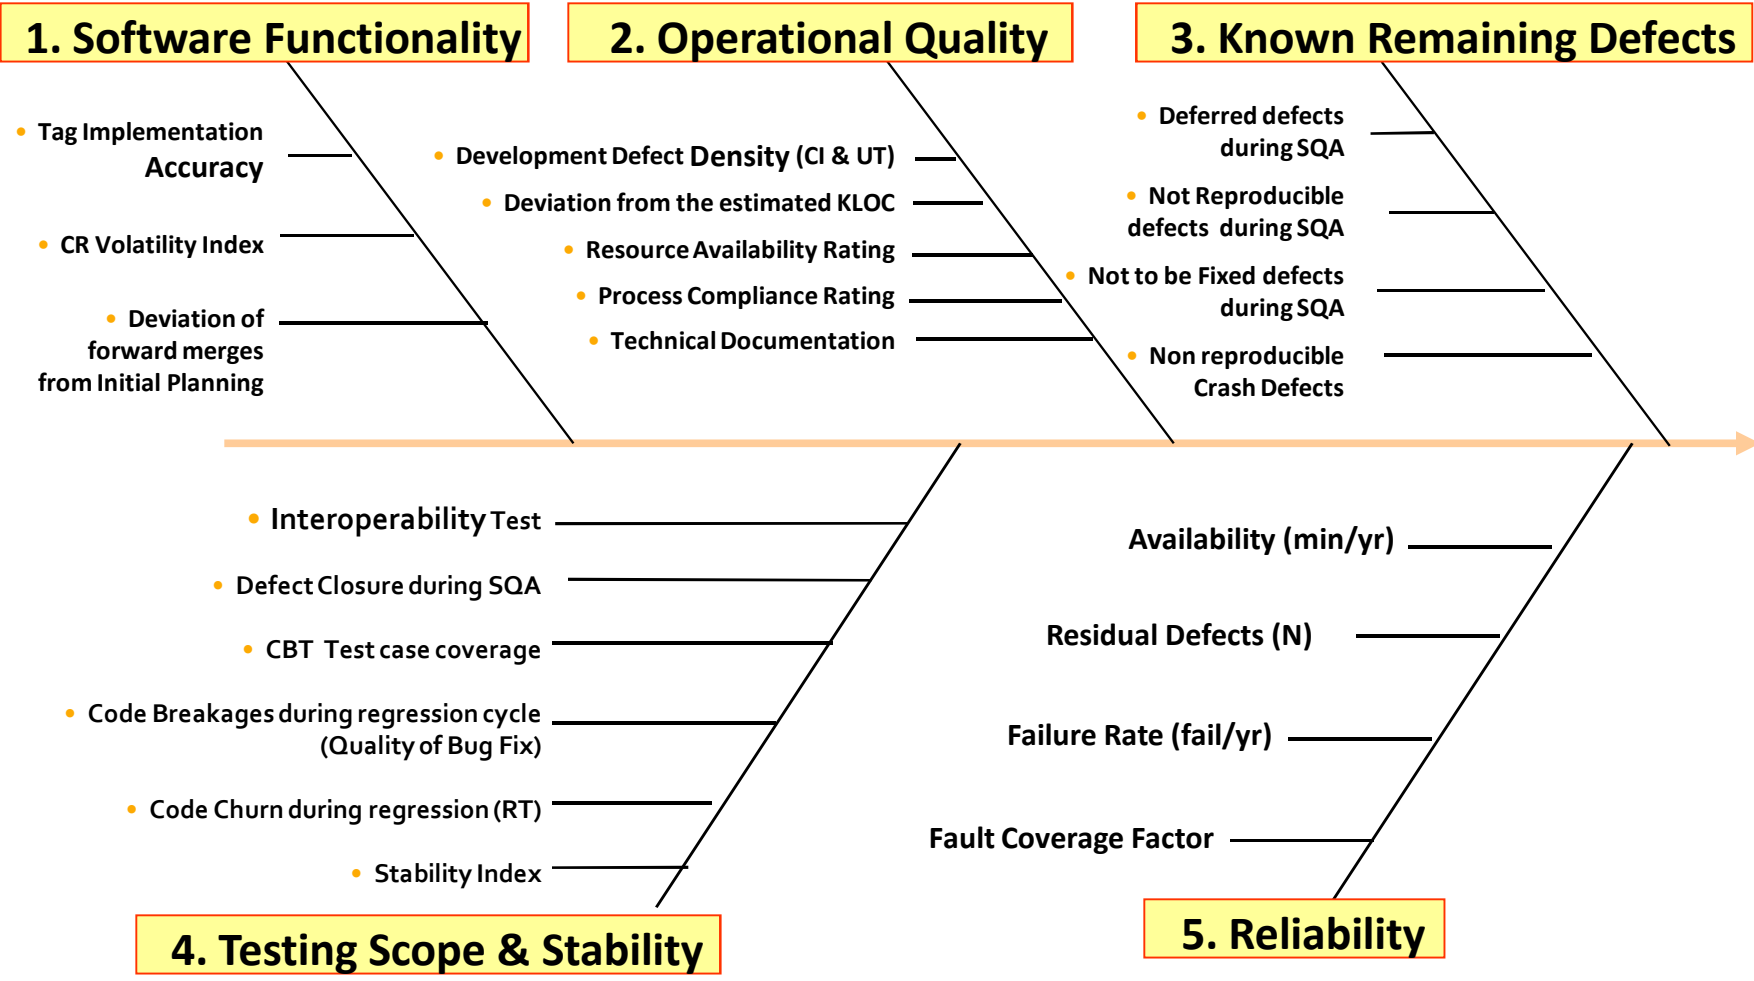 1. Software Functionality
• Tag Implementation
Accuracy
• CR Volatility Index
• Deviation of
forward merges
from Initial Planning
2. Operational Quality
• Development Defect Density (CI & UT)
• Deviation from the estimated KLOC
• Resource Availability Rating
• Process Compliance Rating
• Technical Documentation
3. Known Remaining Defects
• Deferred defects
during SQA
• Not Reproducible
defects during SQA
• Not to be Fixed defects
during SQA
• Non reproducible
Crash Defects
• Interoperability Test
• Defect Closure during SQA
• CBT Test case coverage
• Code Breakages during regression cycle
(Quality of Bug Fix)
• Code Churn during regression (RT)
• Stability Index
4. Testing Scope & Stability
Availability (min/yr)
Residual Defects (N)
Failure Rate (fail/yr)
Fault Coverage Factor
5. Reliability